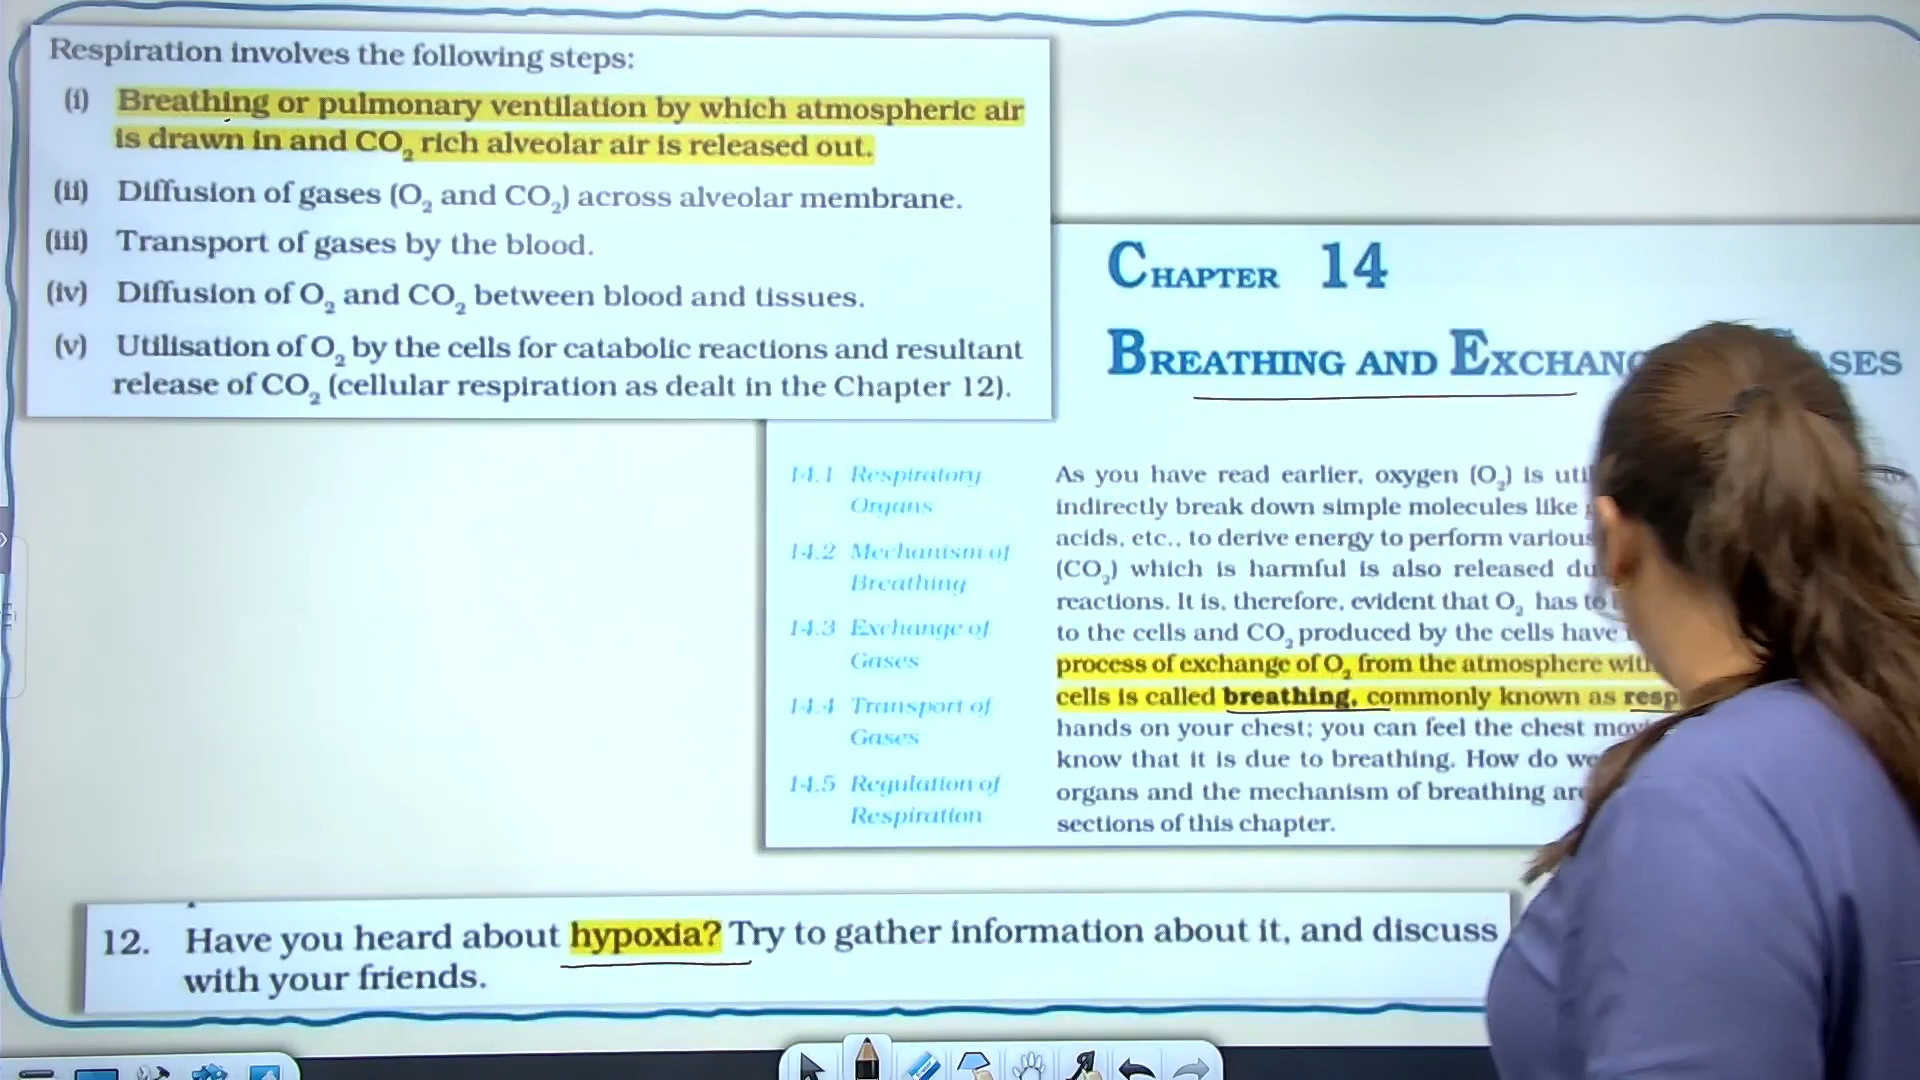 Respiration involves the following steps:
(i) Breathing or pulmonary ventilation by which atmospheric air
is drawn in and CO₂ rich alveolar air is released out.
(ii) Diffusion of gases (O₂ and CO₂) across alveolar membrane.
(iii) Transport of gases by the blood.
(iv) Diffusion of O₂ and CO₂ between blood and tissues.
(v) Utilisation of O₂ by the cells for catabolic reactions and resultant
release of CO₂ (cellular respiration as dealt in the Chapter 12).
CHAPTER 14
BREATHING AND EXCHANG SES
14.1 Respiratory
Organs
14.2 Mechanism of
Breathing
14.3 Exchange of
Gases
14.4 Transport of
Gases
14.5 Regulation of
Respiration
As you have read earlier, oxygen (O₂) is util
indirectly break down simple molecules like
acids, etc., to derive energy to perform various
(CO₂) which is harmful is also released du
reactions. It is, therefore, evident that O₂ has to
to the cells and CO₂ produced by the cells have
process of exchange of O₂ from the atmosphere with
cells is called breathing, commonly known as resp
hands on your chest; you can feel the chest movi
know that it is due to breathing. How do we
organs and the mechanism of breathing are
sections of this chapter.
12. Have you heard about hypoxia? Try to gather information about it, and discuss
with your friends.